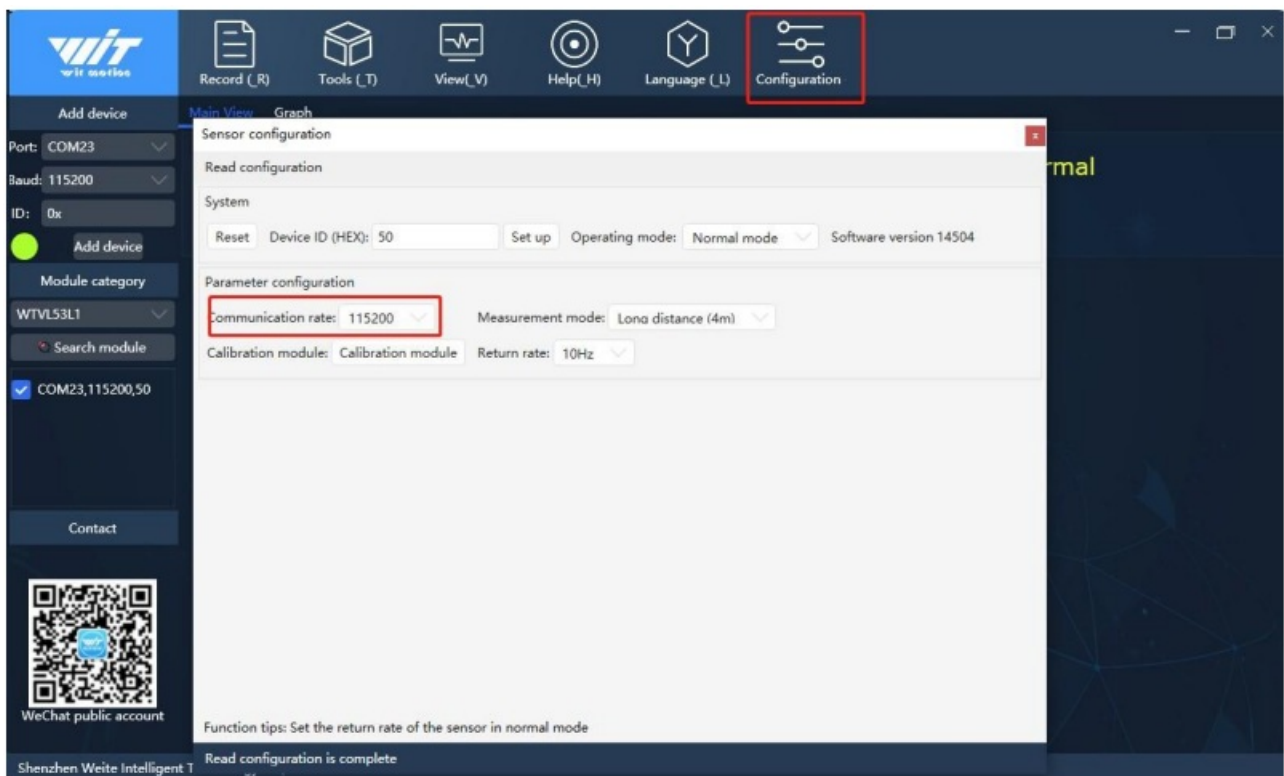 WIT
wit motion
Record (_R)
Tools (_T)
View(_V)
Help(_H)
Language (_L)
Configuration
Add device
Main View Graph
Port: COM23
Baud: 115200
ID: 0x
Add device
Module category
WTVL53L1
Search module
COM23,115200,50
Contact
WeChat public account
Shenzhen Weite Intelligent T
Sensor configuration
x
Read configuration
System
Reset Device ID (HEX): 50 Set up Operating mode: Normal mode Software version 14504
Parameter configuration
Communication rate: 115200 Measurement mode: Long distance (4m)
Calibration module: Calibration module Return rate: 10Hz
Function tips: Set the return rate of the sensor in normal mode
Read configuration is complete
rmal